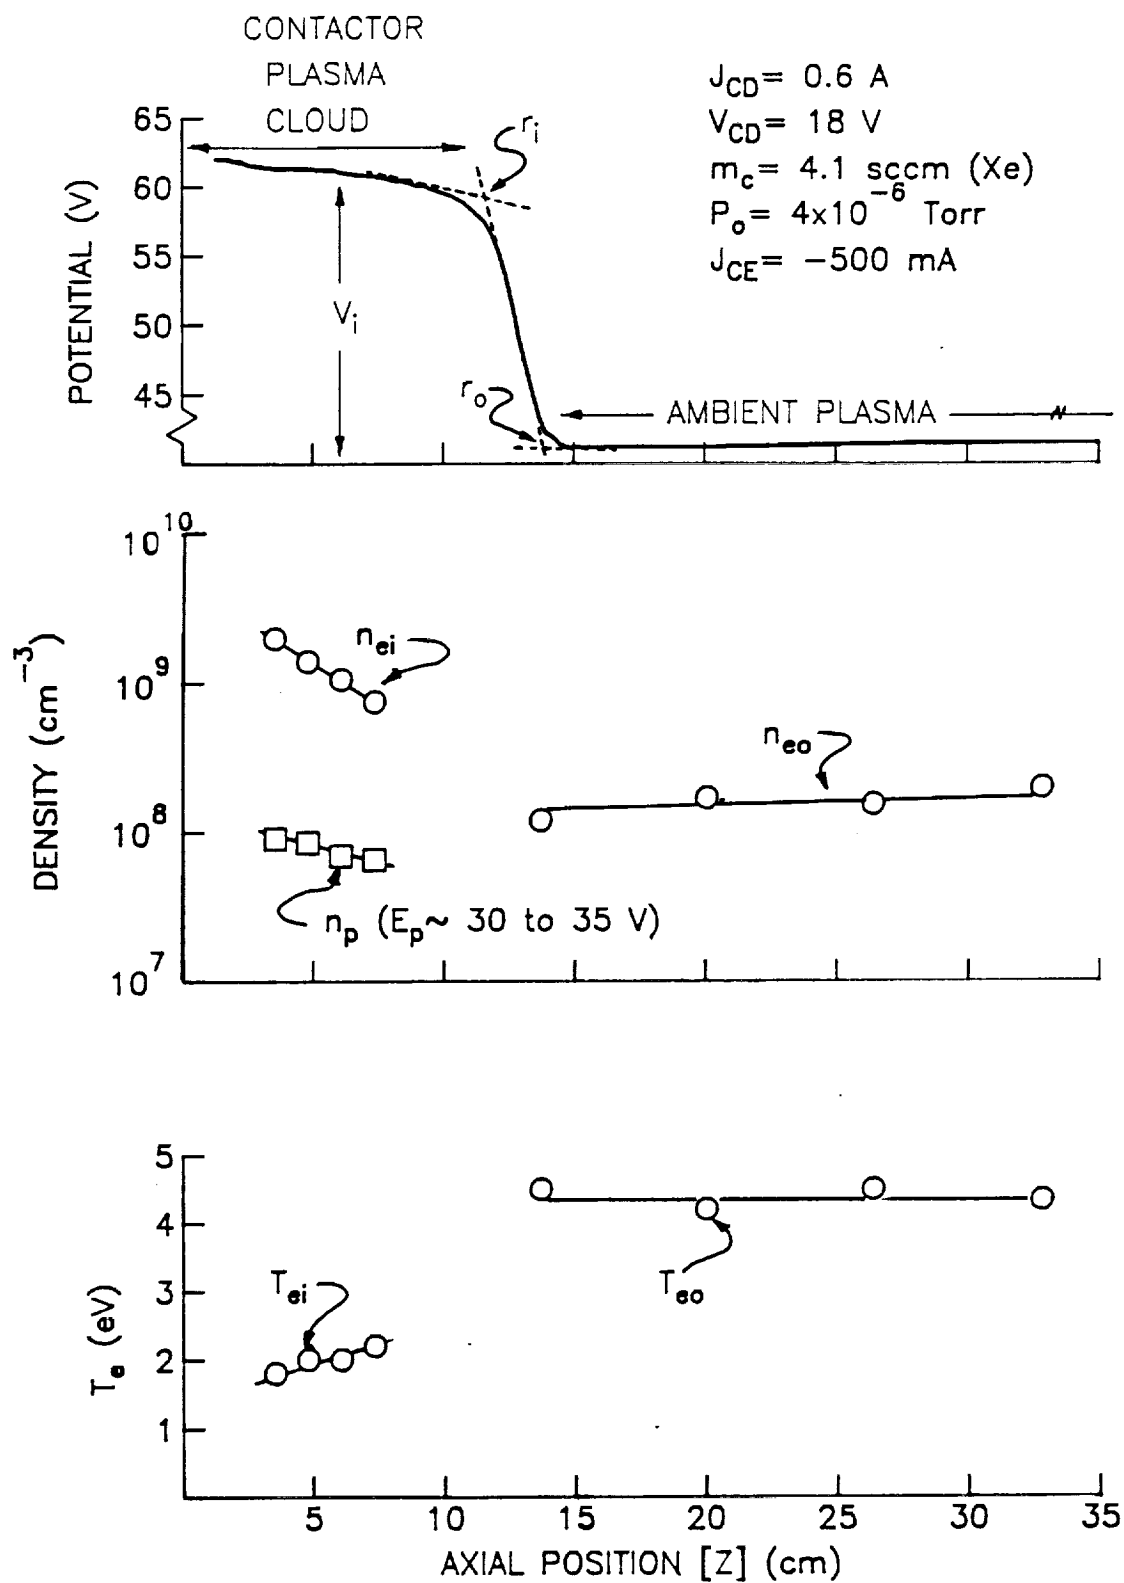 CONTACTOR
PLASMA
CLOUD
J_CD= 0.6 A
V_CD= 18 V
m_c= 4.1 sccm (Xe)
P_o= 4x10^-6 Torr
J_CE= -500 mA
65
60
55
50
45
POTENTIAL (V)
r_i
V_i
r_o
AMBIENT PLASMA
10^10
10^9
10^8
10^7
DENSITY (cm^-3)
n_ei
n_eo
n_p (E_p~ 30 to 35 V)
5
4
3
2
1
T_e (eV)
T_ei
T_eo
5 10 15 20 25 30 35
AXIAL POSITION [Z] (cm)